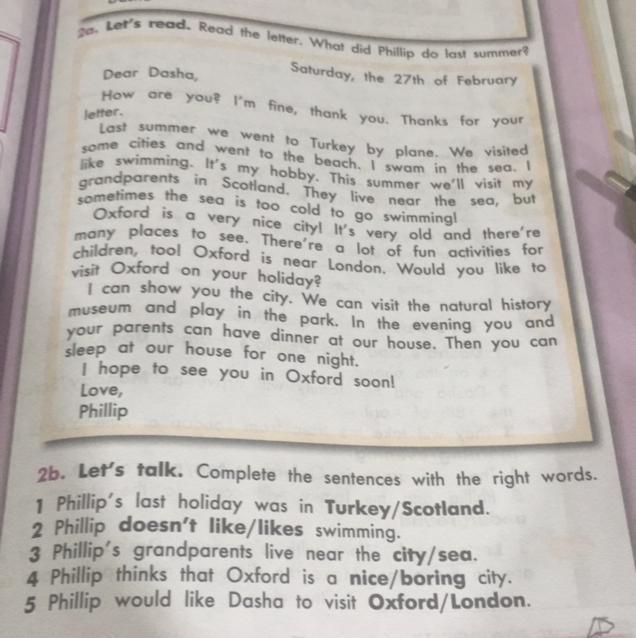 2a. Let's read. Read the letter. What did Phillip do last summer?
Saturday, the 27th of February
Dear Dasha,
How are you? I'm fine, thank you. Thanks for your
letter.
Last summer we went to Turkey by plane. We visited
some cities and went to the beach. I swam in the sea. I
like swimming. It's my hobby. This summer we'll visit my
grandparents in Scotland. They live near the sea, but
sometimes the sea is too cold to go swimming!
Oxford is a very nice city! It's very old and there're
many places to see. There're a lot of fun activities for
children, too! Oxford is near London. Would you like to
visit Oxford on your holiday?
I can show you the city. We can visit the natural history
museum and play in the park. In the evening you and
your parents can have dinner at our house. Then you can
sleep at our house for one night.
I hope to see you in Oxford soon!
Love,
Phillip
2b. Let's talk. Complete the sentences with the right words.
1 Phillip's last holiday was in Turkey/Scotland.
2 Phillip doesn't like/likes swimming.
3 Phillip's grandparents live near the city/sea.
4 Phillip thinks that Oxford is a nice/boring city.
5 Phillip would like Dasha to visit Oxford/London.